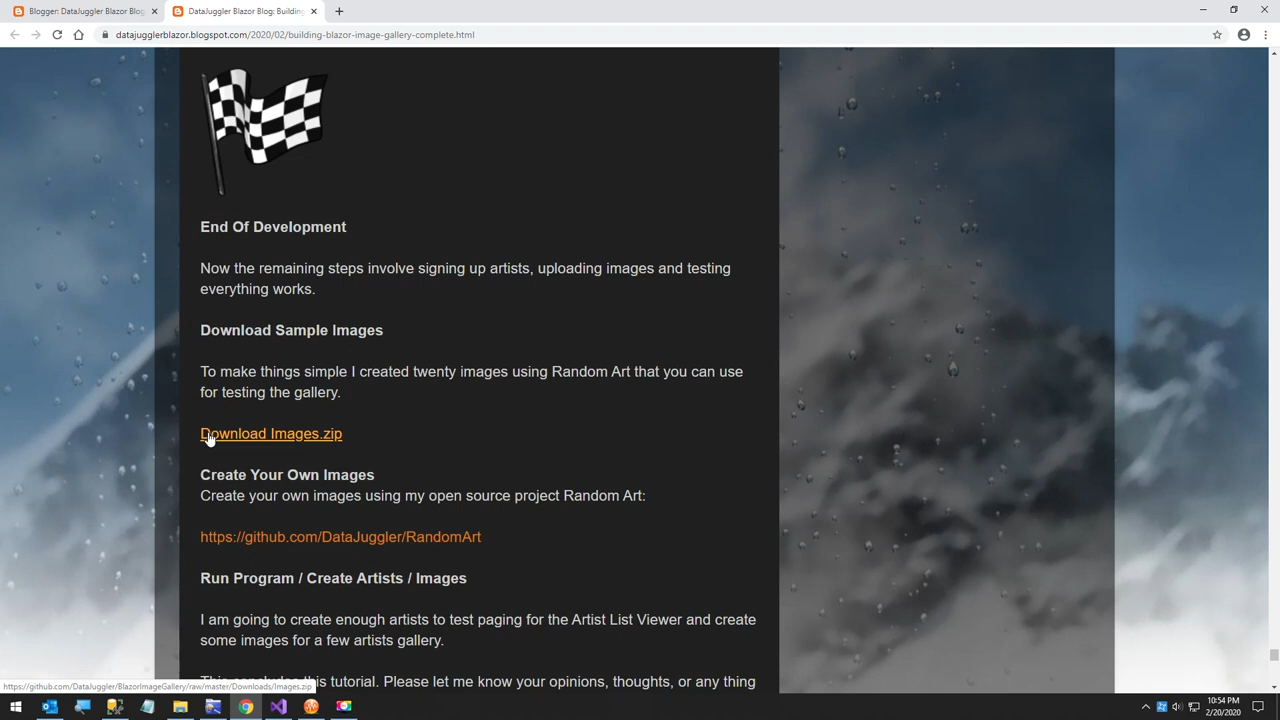 Blogger: DataJuggler Blazor Blog
DataJuggler Blazor Blog: Building
datajugglerblazor.blogspot.com/2020/02/building-blazor-image-gallery-complete.html
End Of Development
Now the remaining steps involve signing up artists, uploading images and testing
everything works.
Download Sample Images
To make things simple I created twenty images using Random Art that you can use
for testing the gallery.
Download Images.zip
Create Your Own Images
Create your own images using my open source project Random Art:
https://github.com/DataJuggler/RandomArt
Run Program / Create Artists / Images
I am going to create enough artists to test paging for the Artist List Viewer and create
some images for a few artists gallery.
this tutorial. Please let me know your opinions, thoughts, or any thing
https://github.com/DataJuggler/BlazorImageGallery/raw/master/Downloads/Images.zip
10:54 PM
2/20/2020